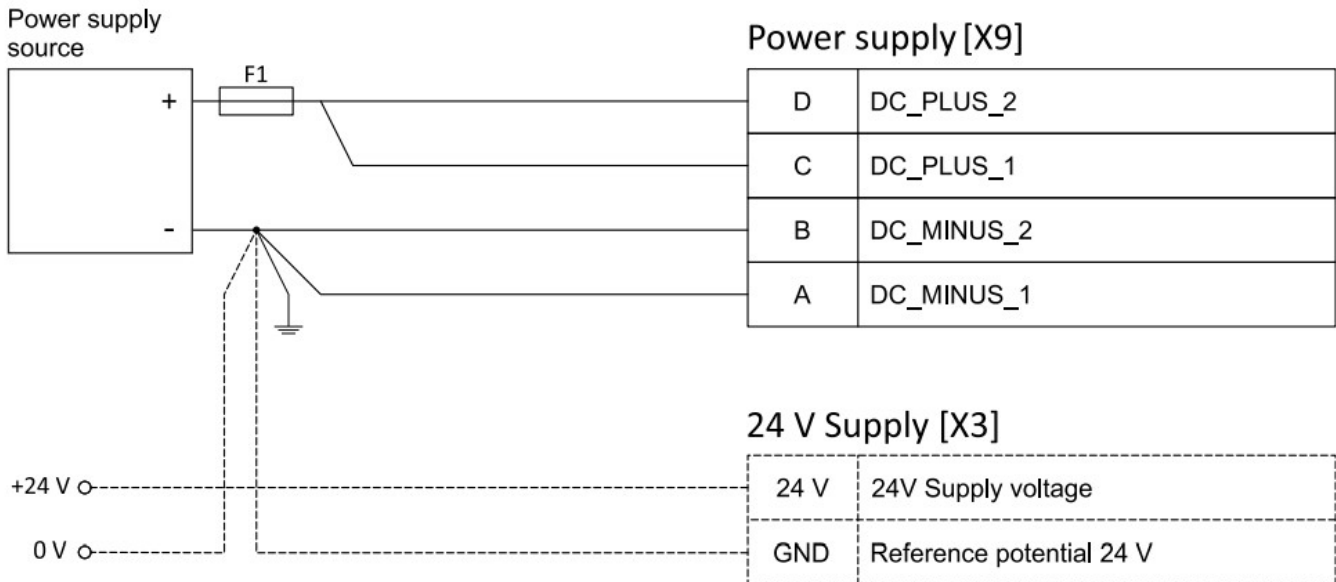 Power supply
source
Power supply [X9]
F1
+
D DC_PLUS_2
C DC_PLUS_1
-
B DC_MINUS_2
A DC_MINUS_1
24 V Supply [X3]
+24 V
24 V 24V Supply voltage
0 V
GND Reference potential 24 V